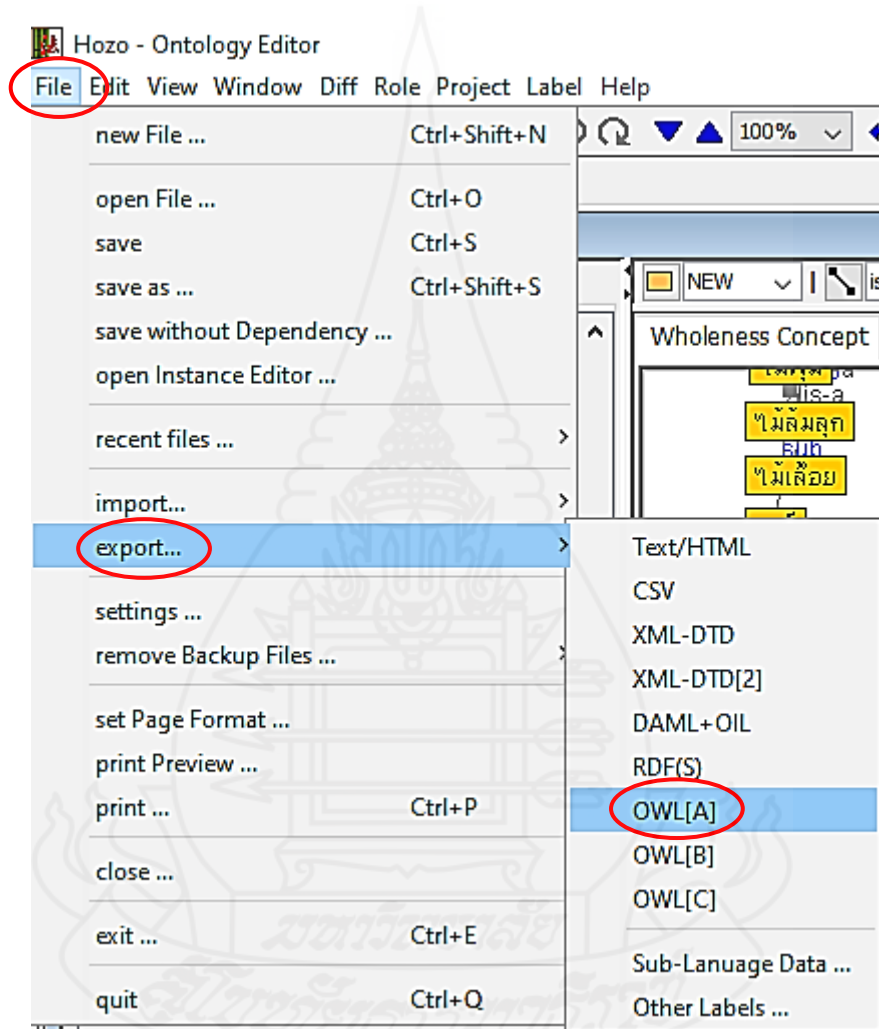 Hozo - Ontology Editor
File Edit View Window Diff Role Project Label Help
new File ... Ctrl+Shift+N
100%
open File ... Ctrl+O
save Ctrl+S
save as ... Ctrl+Shift+S
NEW
save without Dependency ...
Wholeness Concept
open Instance Editor ...
is-a
ไม้ล้มลุก
recent files ...
ไม้เลื้อย
import...
export...
Text/HTML
CSV
settings ...
XML-DTD
remove Backup Files ...
XML-DTD[2]
set Page Format ...
DAML+OIL
print Preview ...
RDF(S)
print ... Ctrl+P
OWL[A]
OWL[B]
close ...
OWL[C]
exit ... Ctrl+E
Sub-Lanuage Data ...
quit Ctrl+Q
Other Labels ...